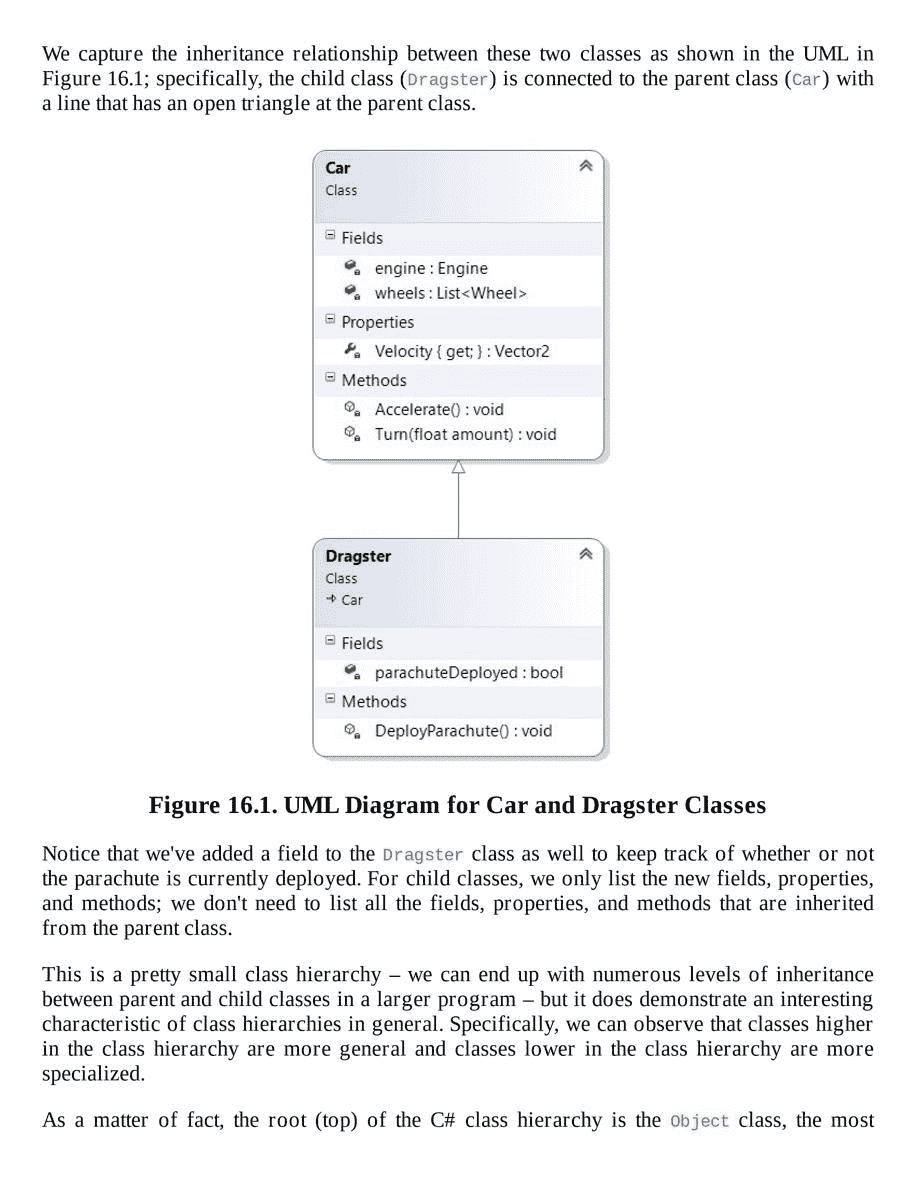 We capture the inheritance relationship between these two classes as shown in the UML in
Figure 16.1; specifically, the child class (Dragster) is connected to the parent class (Car) with
a line that has an open triangle at the parent class.
Car
Class
Fields
engine : Engine
wheels : List<Wheel>
Properties
Velocity { get; } : Vector2
Methods
Accelerate() : void
Turn(float amount) : void
Dragster
Class
Car
Fields
parachuteDeployed : bool
Methods
DeployParachute() : void
Figure 16.1. UML Diagram for Car and Dragster Classes
Notice that we've added a field to the Dragster class as well to keep track of whether or not
the parachute is currently deployed. For child classes, we only list the new fields, properties,
and methods; we don't need to list all the fields, properties, and methods that are inherited
from the parent class.
This is a pretty small class hierarchy – we can end up with numerous levels of inheritance
between parent and child classes in a larger program – but it does demonstrate an interesting
characteristic of class hierarchies in general. Specifically, we can observe that classes higher
in the class hierarchy are more general and classes lower in the class hierarchy are more
specialized.
As a matter of fact, the root (top) of the C# class hierarchy is the Object class, the most